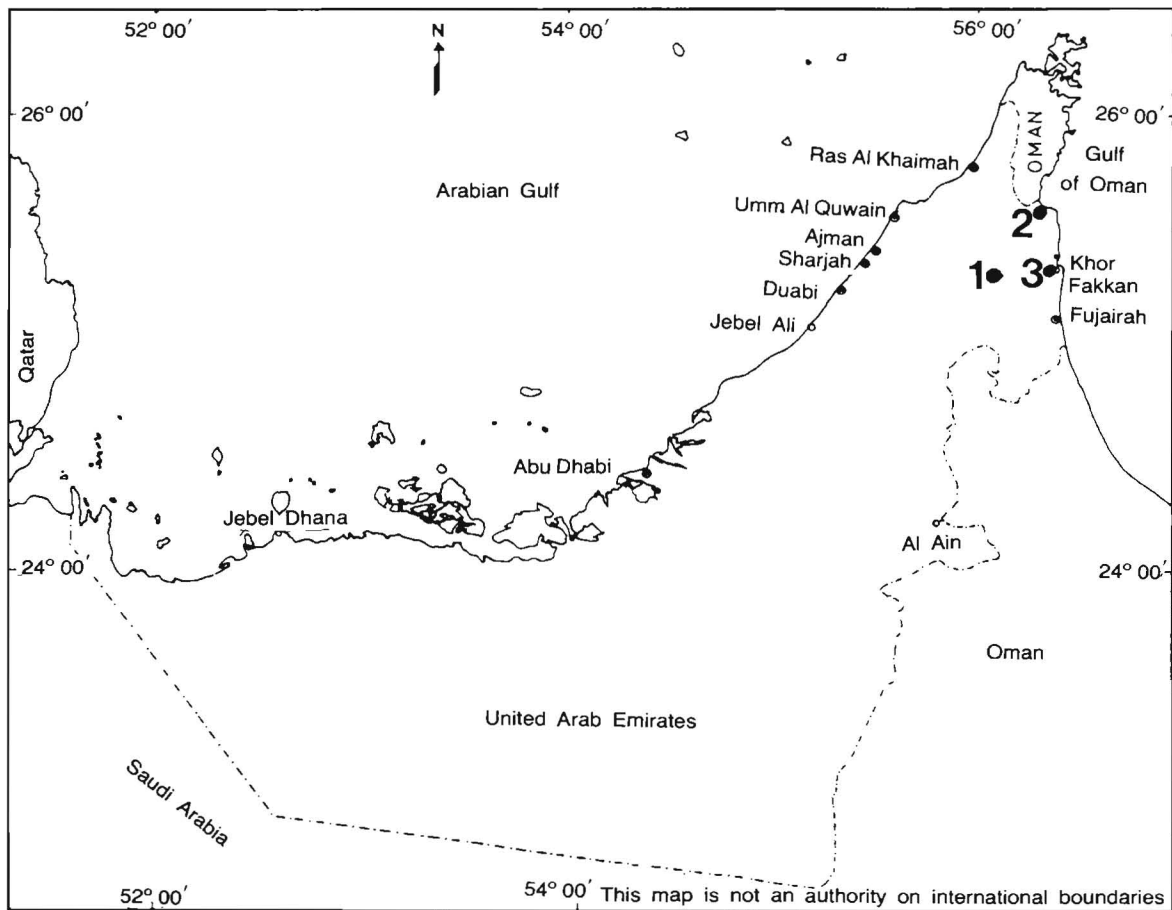 52° 00′
N
54° 00′
56° 00′
26° 00′
26° 00′
OMAN
Gulf
of Oman
Ras Al Khaimah
Arabian Gulf
Umm Al Quwain
2
Ajman
Sharjah
1
3
Khor
Fakkan
Duabi
Fujairah
Jebel Ali
Qatar
Abu Dhabi
Jebel Dhana
Al Ain
24° 00′
24° 00′
Oman
United Arab Emirates
Saudi Arabia
52° 00′
54° 00′
This map is not an authority on international boundaries